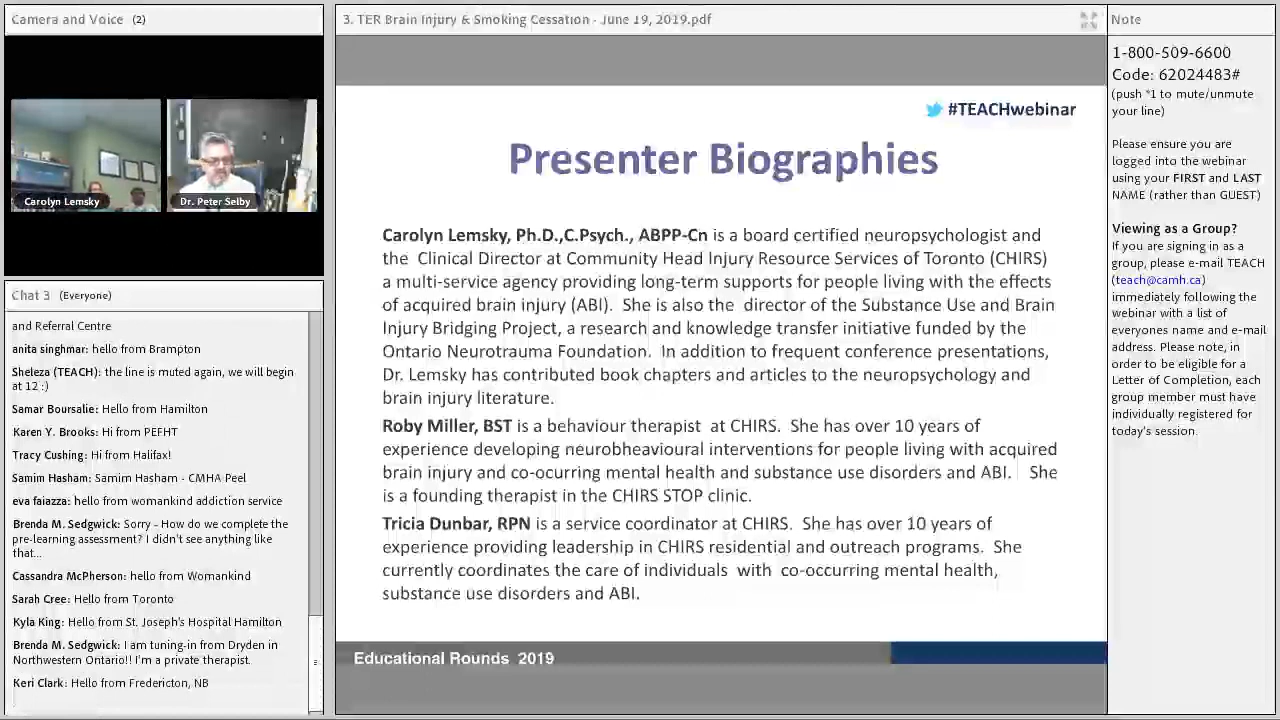 Camera and Voice (2)
Carolyn Lemsky
Dr. Peter Selby
Chat 3 (Everyone)
and Referral Centre
anita singhmar: hello from Brampton
Sheleza (TEACH): the line is muted again, we will begin
at 12 :)
Samar Boursalie: Hello from Hamilton
Karen Y. Brooks: Hi from PEFHT
Tracy Cushing: Hi from Halifax!
Samim Hasham: Samim Hasham - CMHA Peel
eva faiazza: hello from womankind addiction service
Brenda M. Sedgwick: Sorry - How do we complete the
pre-learning assessment? I didn't see anything like
that...
Cassandra McPherson: hello from Womankind
Sarah Cree: Hello from Toronto
Kyla King: Hello from St. Joseph's Hospital Hamilton
Brenda M. Sedgwick: I am tuning-in from Dryden in
Northwestern Ontario!! I'm a private therapist.
Keri Clark: Hello from Fredericton, NB
3. TER Brain Injury & Smoking Cessation - June 19, 2019.pdf
#TEACHwebinar
Presenter Biographies
Carolyn Lemsky, Ph.D.,C.Psych., ABPP-Cn is a board certified neuropsychologist and
the Clinical Director at Community Head Injury Resource Services of Toronto (CHIRS)
a multi-service agency providing long-term supports for people living with the effects
of acquired brain injury (ABI). She is also the director of the Substance Use and Brain
Injury Bridging Project, a research and knowledge transfer initiative funded by the
Ontario Neurotrauma Foundation. In addition to frequent conference presentations,
Dr. Lemsky has contributed book chapters and articles to the neuropsychology and
brain injury literature.
Roby Miller, BST is a behaviour therapist at CHIRS. She has over 10 years of
experience developing neurobheavioural interventions for people living with acquired
brain injury and co-ocurring mental health and substance use disorders and ABI. She
is a founding therapist in the CHIRS STOP clinic.
Tricia Dunbar, RPN is a service coordinator at CHIRS. She has over 10 years of
experience providing leadership in CHIRS residential and outreach programs. She
currently coordinates the care of individuals with co-occurring mental health,
substance use disorders and ABI.
Educational Rounds 2019
Note
1-800-509-6600
Code: 62024483#
(push *1 to mute/unmute
your line)
Please ensure you are
logged into the webinar
using your FIRST and LAST
NAME (rather than GUEST)
Viewing as a Group?
If you are signing in as a
group, please e-mail TEACH
(teach@camh.ca)
immediately following the
webinar with a list of
everyones name and e-mail
address. Please note, in
order to be eligible for a
Letter of Completion, each
group member must have
individually registered for
today's session.